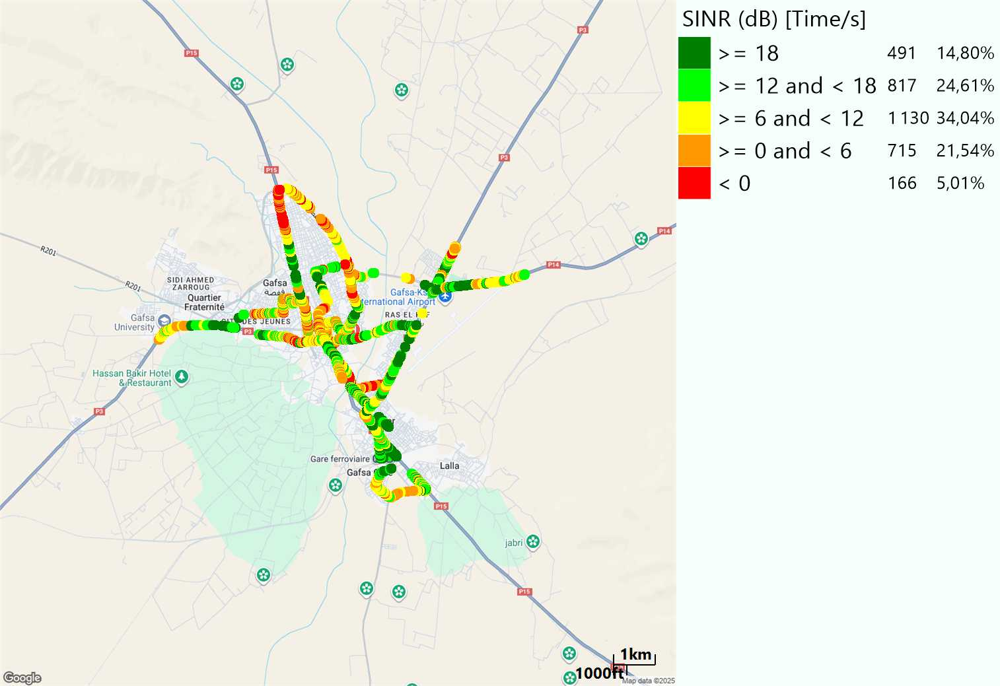 SINR (dB) [Time/s]
>= 18 491 14,80%
>= 12 and < 18 817 24,61%
>= 6 and < 12 1 130 34,04%
>= 0 and < 6 715 21,54%
< 0 166 5,01%
P3
P15
P3
P15
P14
R201
P14
R201
SIDI AHMED
ZARROUG
Gafsa
قفصة
Quartier
Fraternité
Gafsa
University
DES JEUNES
P3
Gafsa-Ks
International Airport
RAS EL
Hassan Bakir Hotel
& Restaurant
P3
Gare ferroviaire
Gafsa
Lalla
P15
jabri
P15
1km
1000ft
Google
Map data ©2025